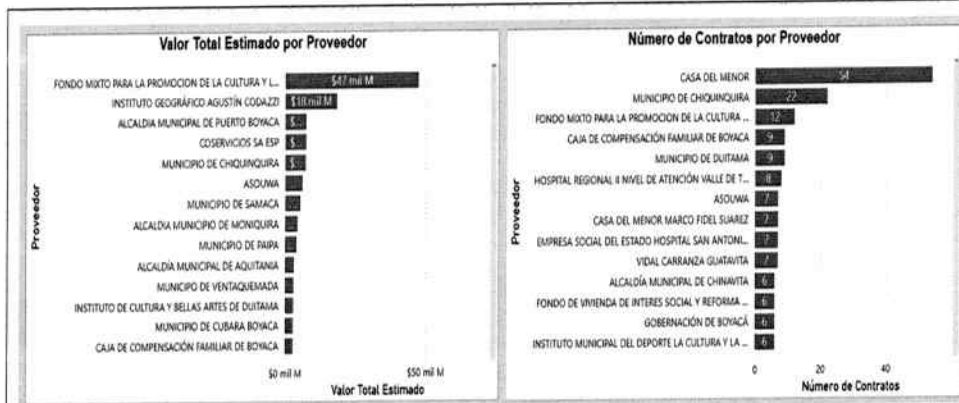 Valor Total Estimado por Proveedor
FONDO MIXTO PARA LA PROMOCION DE LA CULTURA Y L... $47 mil M
INSTITUTO GEOGRÁFICO AGUSTÍN CODAZZI $18 mil M
ALCALDIA MUNICIPAL DE PUERTO BOYACA $...
COSERVICIOS SA ESP $...
MUNICIPIO DE CHIQUINQUIRA $...
ASOUWA
MUNICIPIO DE SAMACA
ALCALDIA MUNICIPIO DE MONIQUIRA
MUNICIPIO DE PAIPA
ALCALDÍA MUNICIPAL DE AQUITANIA
MUNICIPO DE VENTAQUEMADA
INSTITUTO DE CULTURA Y BELLAS ARTES DE DUITAMA
MUNICIPIO DE CUBARA BOYACA
CAJA DE COMPENSACIÓN FAMILIAR DE BOYACA
Proveedor
$0 mil M $50 mil M
Valor Total Estimado
Número de Contratos por Proveedor
CASA DEL MENOR 54
MUNICIPIO DE CHIQUINQUIRA 22
FONDO MIXTO PARA LA PROMOCION DE LA CULTURA ... 12
CAJA DE COMPENSACIÓN FAMILIAR DE BOYACA 9
MUNICIPIO DE DUITAMA 9
HOSPITAL REGIONAL II NIVEL DE ATENCIÓN VALLE DE T... 8
ASOUWA 7
CASA DEL MENOR MARCO FIDEL SUAREZ 7
EMPRESA SOCIAL DEL ESTADO HOSPITAL SAN ANTONI... 7
VIDAL CARRANZA GUATAVITA 7
ALCALDÍA MUNICIPAL DE CHINAVITA 6
FONDO DE VIVIENDA DE INTERES SOCIAL Y REFORMA ... 6
GOBERNACIÓN DE BOYACÁ 6
INSTITUTO MUNICIPAL DEL DEPORTE LA CULTURA Y LA ... 6
Proveedor
0 20 40
Número de Contratos